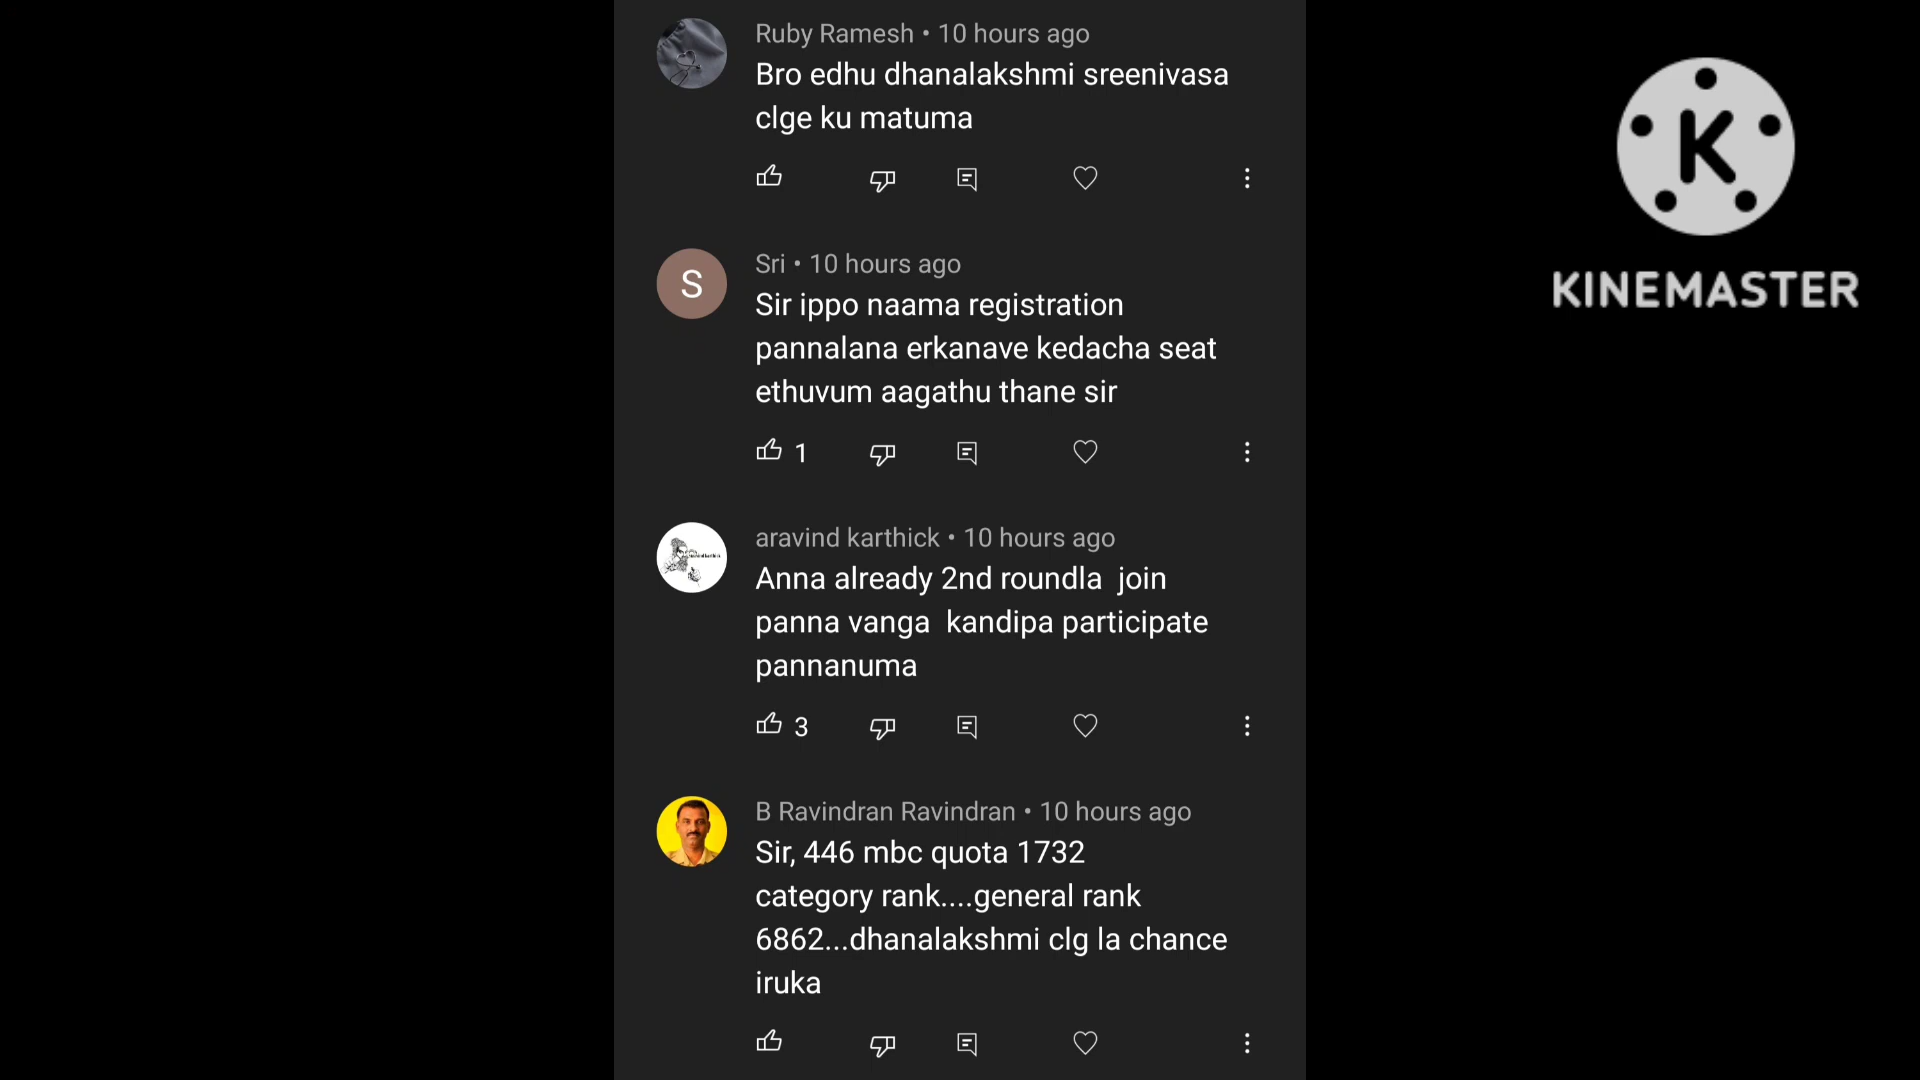 Ruby Ramesh • 10 hours ago
Bro edhu dhanalakshmi sreenivasa
clge ku matuma
S
Sri • 10 hours ago
Sir ippo naama registration
pannalana erkanave kedacha seat
ethuvum aagathu thane sir
1
aravind karthick • 10 hours ago
Anna already 2nd roundla  join
panna vanga  kandipa participate
pannanuma
3
B Ravindran Ravindran • 10 hours ago
Sir, 446 mbc quota 1732
category rank....general rank
6862...dhanalakshmi clg la chance
iruka
K
KINEMASTER